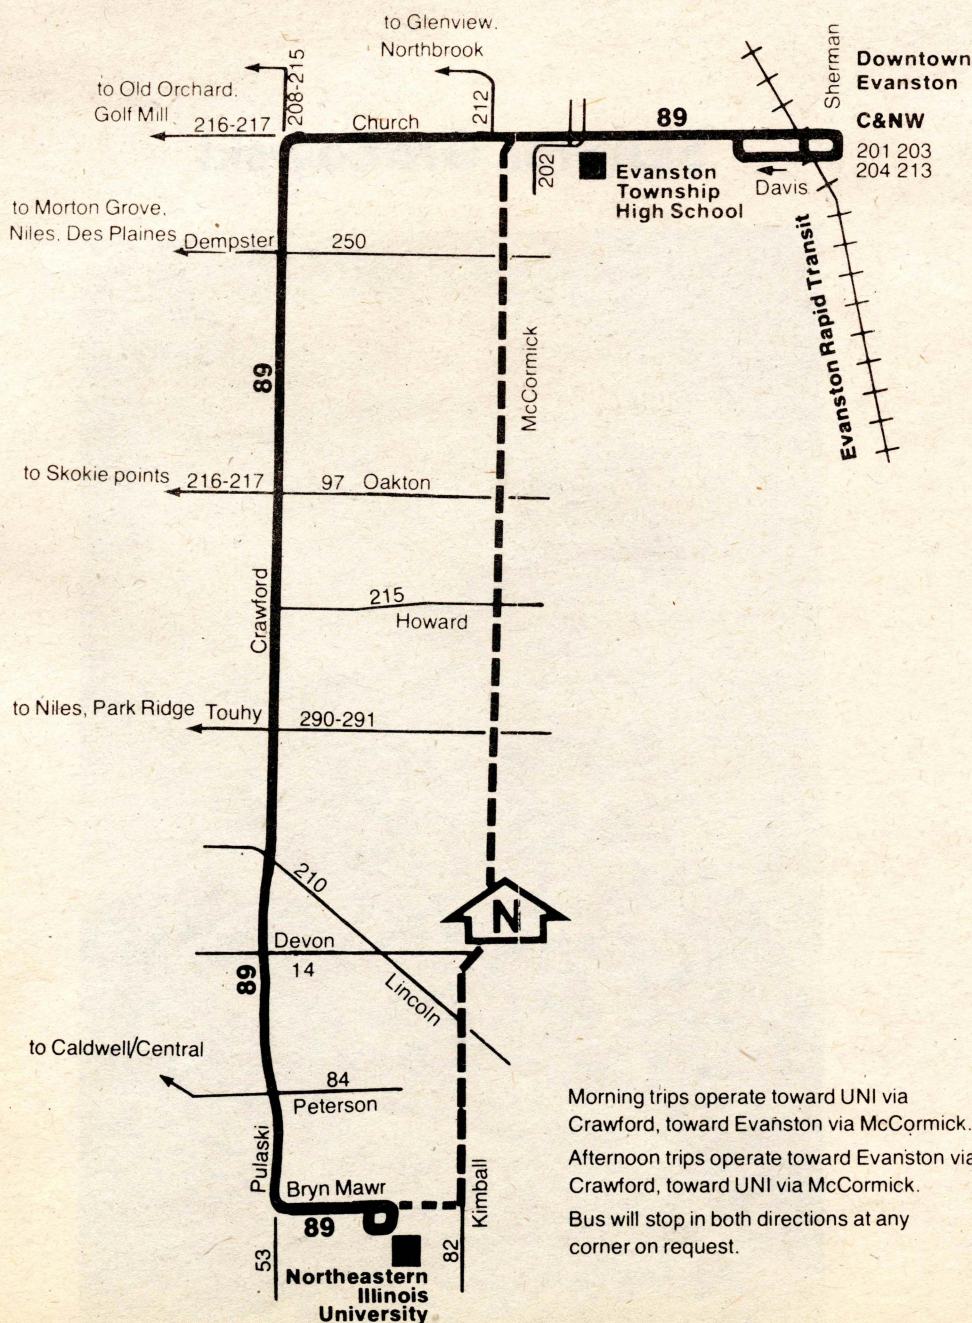 to Glenview,
Northbrook
Sherman
Downtown
Evanston
to Old Orchard,
Golf Mill
208-215
212
C&NW
216-217
Church
89
201 203
204 213
202
Evanston
Township
High School
Davis
to Morton Grove,
Niles, Des Plaines
Dempster
250
Evanston Rapid Transit
89
McCormick
to Skokie points
216-217
97 Oakton
Crawford
215
Howard
to Niles, Park Ridge
Touhy
290-291
210
N
Devon
14
89
Lincoln
to Caldwell/Central
84
Peterson
Pulaski
Bryn Mawr
89
Kimball
53
82
Northeastern
Illinois
University
Morning trips operate toward UNI via
Crawford, toward Evanston via McCormick.
Afternoon trips operate toward Evanston via
Crawford, toward UNI via McCormick.
Bus will stop in both directions at any
corner on request.